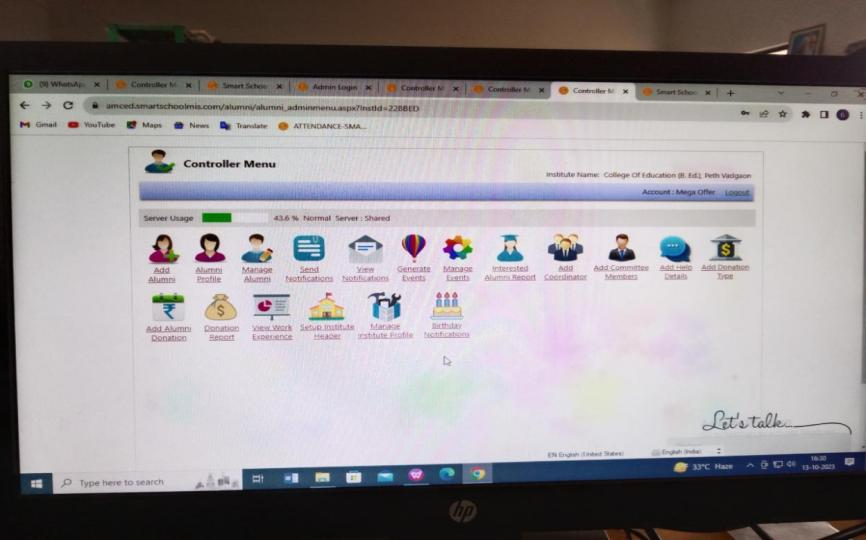 (9) WhatsAp
Controller M
Smart Schoo
Admin Login
Controller M
Controller M
Controller M
Smart Schoo
amced.smartschoolmis.com/alumni/alumni_adminmenu.aspx?InstId=22BBED
Gmail
YouTube
Maps
News
Translate
ATTENDANCE-SMA...
Controller Menu
Institute Name: College Of Education (B. Ed.), Peth Vadgaon
Account : Mega Offer Logout
Server Usage 43.6 % Normal Server : Shared
Add Alumni
Alumni Profile
Manage Alumni
Send Notifications
View Notifications
Generate Events
Manage Events
Interested Alumni Report
Add Coordinator
Add Committee Members
Add Help Details
Add Donation Type
Add Alumni Donation
Donation Report
View Work Experience
Setup Institute Header
Manage Institute Profile
Birthday Notifications
Let's talk...
EN English (United States)
English (India)
Type here to search
33°C Haze
16:30
13-10-2023
hp